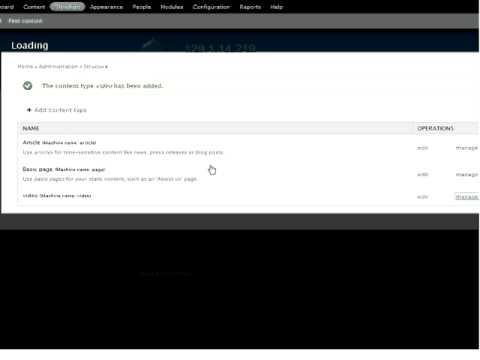 Content Structure Appearance People Modules Configuration Reports Help
Find content
Loading
Home » Administration » Structure
The content type video has been added.
+ Add content type
NAME OPERATIONS
Article (Machine name: article)
Use articles for time-sensitive content like news, press releases or blog posts.
edit manage
Basic page (Machine name: page)
Use basic pages for your static content, such as an 'About us' page.
edit manage
video (Machine name: video)
edit manage